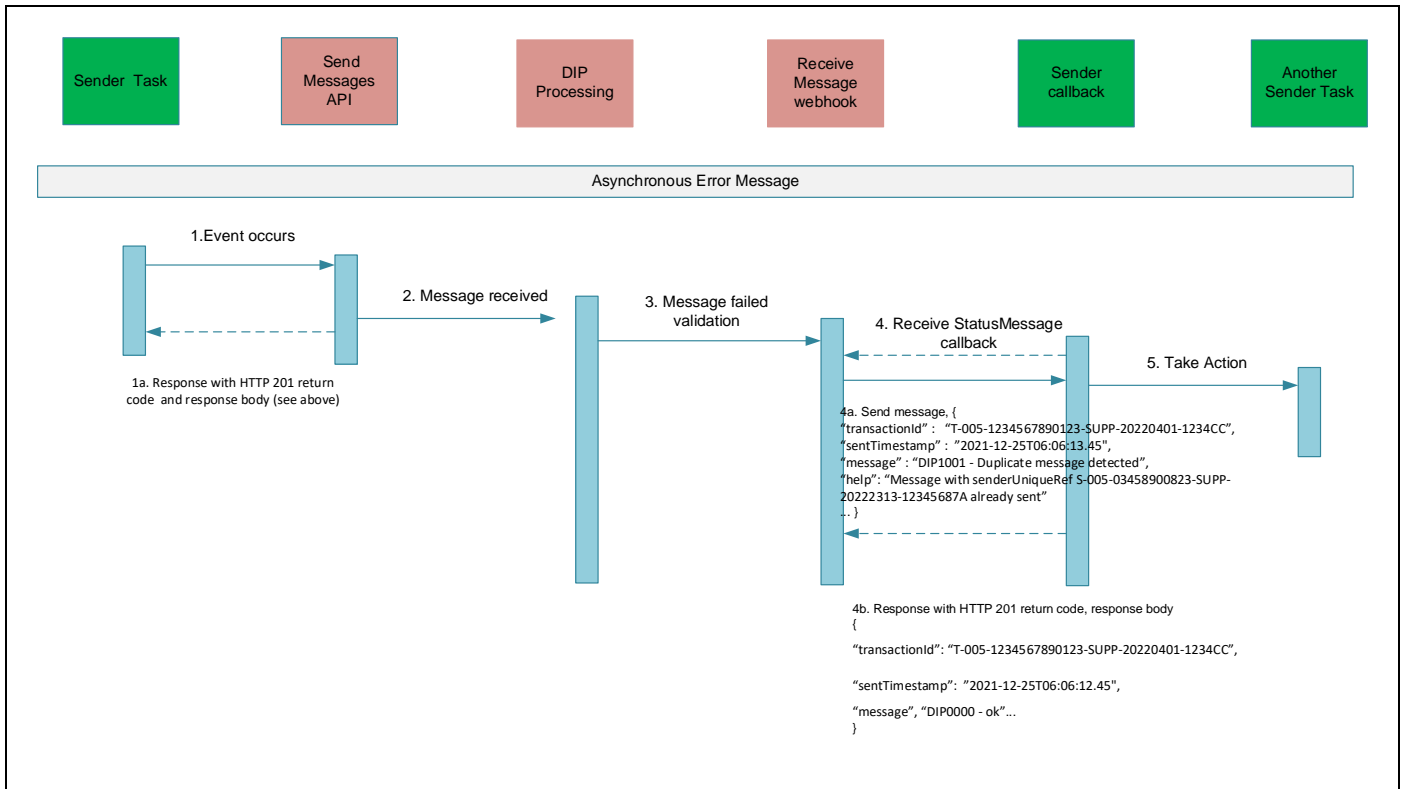 Sender Task
Send
Messages
API
DIP
Processing
Receive
Message
webhook
Sender
callback
Another
Sender Task
Asynchronous Error Message
1.Event occurs
2. Message received
3. Message failed
validation
4. Receive StatusMessage
callback
5. Take Action
1a. Response with HTTP 201 return
code and response body (see above)
4a. Send message, {
“transactionId” : “T-005-1234567890123-SUPP-20220401-1234CC”,
“sentTimestamp” : ”2021-12-25T06:06:13.45",
“message” : “DIP1001 - Duplicate message detected”,
“help”: “Message with senderUniqueRef S-005-03458900823-SUPP-
20222313-12345687A already sent”
... }
4b. Response with HTTP 201 return code, response body
{
“transactionId”: “T-005-1234567890123-SUPP-20220401-1234CC”,
“sentTimestamp”: ”2021-12-25T06:06:12.45",
“message”, “DIP0000 - ok”...
}